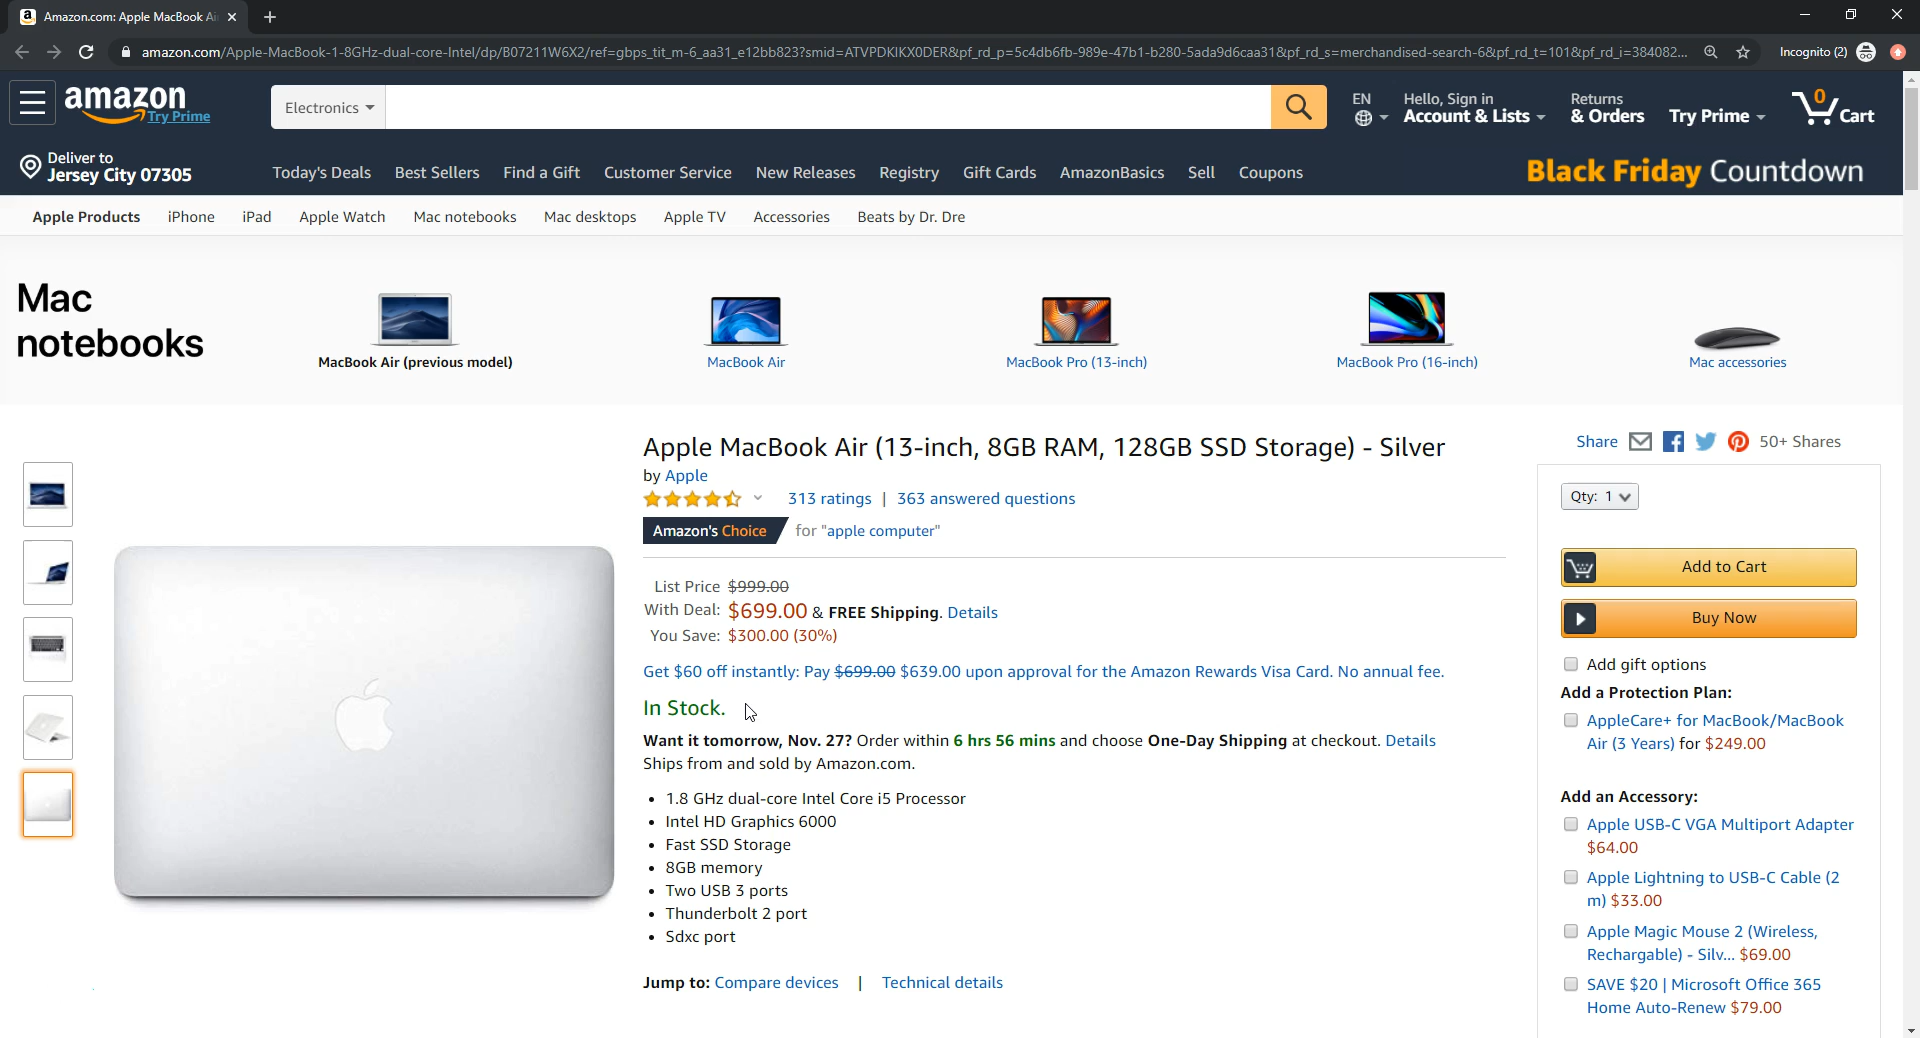 Amazon.com: Apple MacBook Ai
amazon.com/Apple-MacBook-1-8GHz-dual-core-Intel/dp/B07211W6X2/ref=gbps_tit_m-6_aa31_e12bb823?smid=ATVPDKIKX0DER&pf_rd_p=5c4db6fb-989e-47b1-b280-5ada9d6caa31&pf_rd_s=merchandised-search-6&pf_rd_t=101&pf_rd_i=384082...
Incognito (2)
amazon
Try Prime
Electronics
EN
Hello, Sign in
Account & Lists
Returns
& Orders
Try Prime
0
Cart
Deliver to
Jersey City 07305
Today's Deals Best Sellers Find a Gift Customer Service New Releases Registry Gift Cards AmazonBasics Sell Coupons
Black Friday Countdown
Apple Products iPhone iPad Apple Watch Mac notebooks Mac desktops Apple TV Accessories Beats by Dr. Dre
Mac
notebooks
MacBook Air (previous model)
MacBook Air
MacBook Pro (13-inch)
MacBook Pro (16-inch)
Mac accessories
Apple MacBook Air (13-inch, 8GB RAM, 128GB SSD Storage) - Silver
by Apple
313 ratings | 363 answered questions
Amazon's Choice for "apple computer"
List Price $999.00
With Deal: $699.00 & FREE Shipping. Details
You Save: $300.00 (30%)
Get $60 off instantly: Pay $699.00 $639.00 upon approval for the Amazon Rewards Visa Card. No annual fee.
In Stock.
Want it tomorrow, Nov. 27? Order within 6 hrs 56 mins and choose One-Day Shipping at checkout. Details
Ships from and sold by Amazon.com.
• 1.8 GHz dual-core Intel Core i5 Processor
• Intel HD Graphics 6000
• Fast SSD Storage
• 8GB memory
• Two USB 3 ports
• Thunderbolt 2 port
• Sdxc port
Jump to: Compare devices | Technical details
Share 50+ Shares
Qty: 1
Add to Cart
Buy Now
Add gift options
Add a Protection Plan:
AppleCare+ for MacBook/MacBook
Air (3 Years) for $249.00
Add an Accessory:
Apple USB-C VGA Multiport Adapter
$64.00
Apple Lightning to USB-C Cable (2
m) $33.00
Apple Magic Mouse 2 (Wireless,
Rechargable) - Silv... $69.00
SAVE $20 | Microsoft Office 365
Home Auto-Renew $79.00